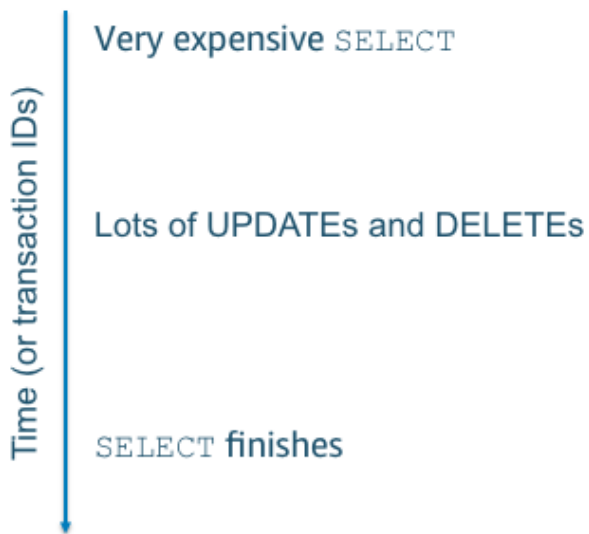 Very expensive SELECT
Time (or transaction IDs)
Lots of UPDATEs and DELETEs
SELECT finishes